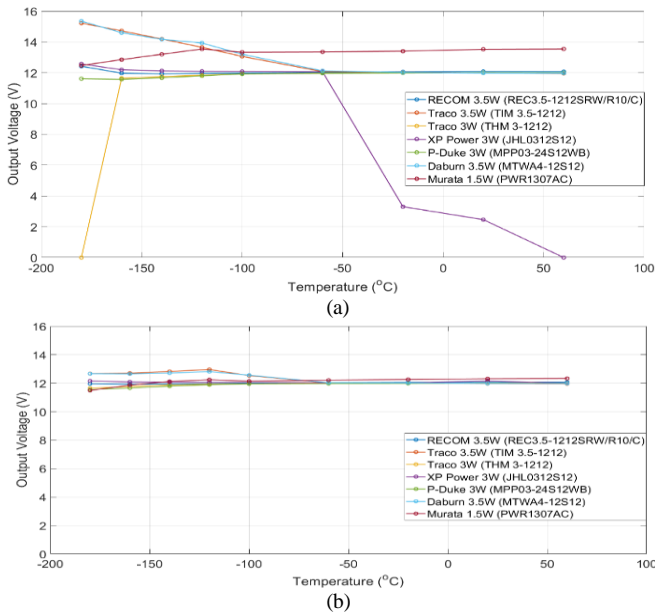 16
14
12
10
8
6
4
2
0
Output Voltage (V)
RECOM 3.5W (REC3.5-1212SRW/R10/C)
Traco 3.5W (TIM 3.5-1212)
Traco 3W (THM 3-1212)
XP Power 3W (JHL0312S12)
P-Duke 3W (MPP03-24S12WB)
Daburn 3.5W (MTWA4-12S12)
Murata 1.5W (PWR1307AC)
-200 -150 -100 -50 0 50 100
Temperature (°C)
(a)
16
14
12
10
8
6
4
2
0
Output Voltage (V)
RECOM 3.5W (REC3.5-1212SRW/R10/C)
Traco 3.5W (TIM 3.5-1212)
Traco 3W (THM 3-1212)
XP Power 3W (JHL0312S12)
P-Duke 3W (MPP03-24S12WB)
Daburn 3.5W (MTWA4-12S12)
Murata 1.5W (PWR1307AC)
-200 -150 -100 -50 0 50 100
Temperature (°C)
(b)